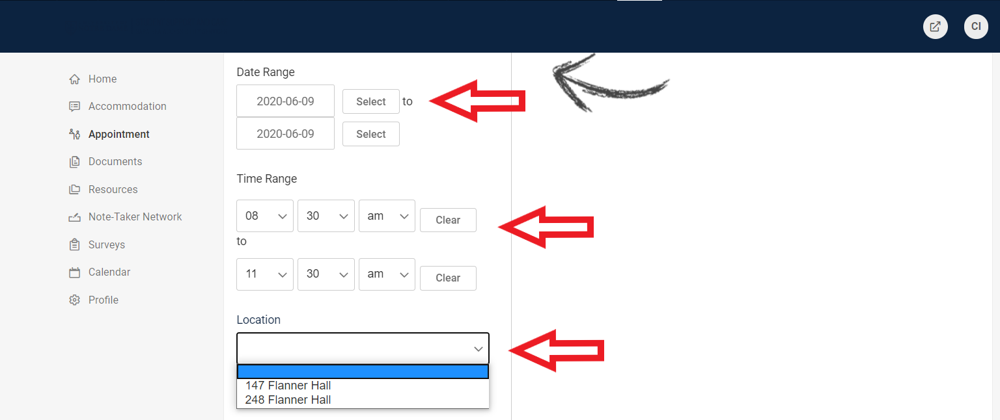 CI
Home
Accommodation
Appointment
Documents
Resources
Note-Taker Network
Surveys
Calendar
Profile
Date Range
2020-06-09 Select to
2020-06-09 Select
Time Range
08 30 am Clear
to
11 30 am Clear
Location
147 Flanner Hall
248 Flanner Hall